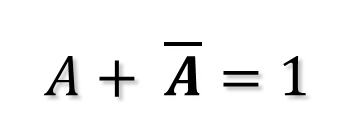 A + A̅ = 1